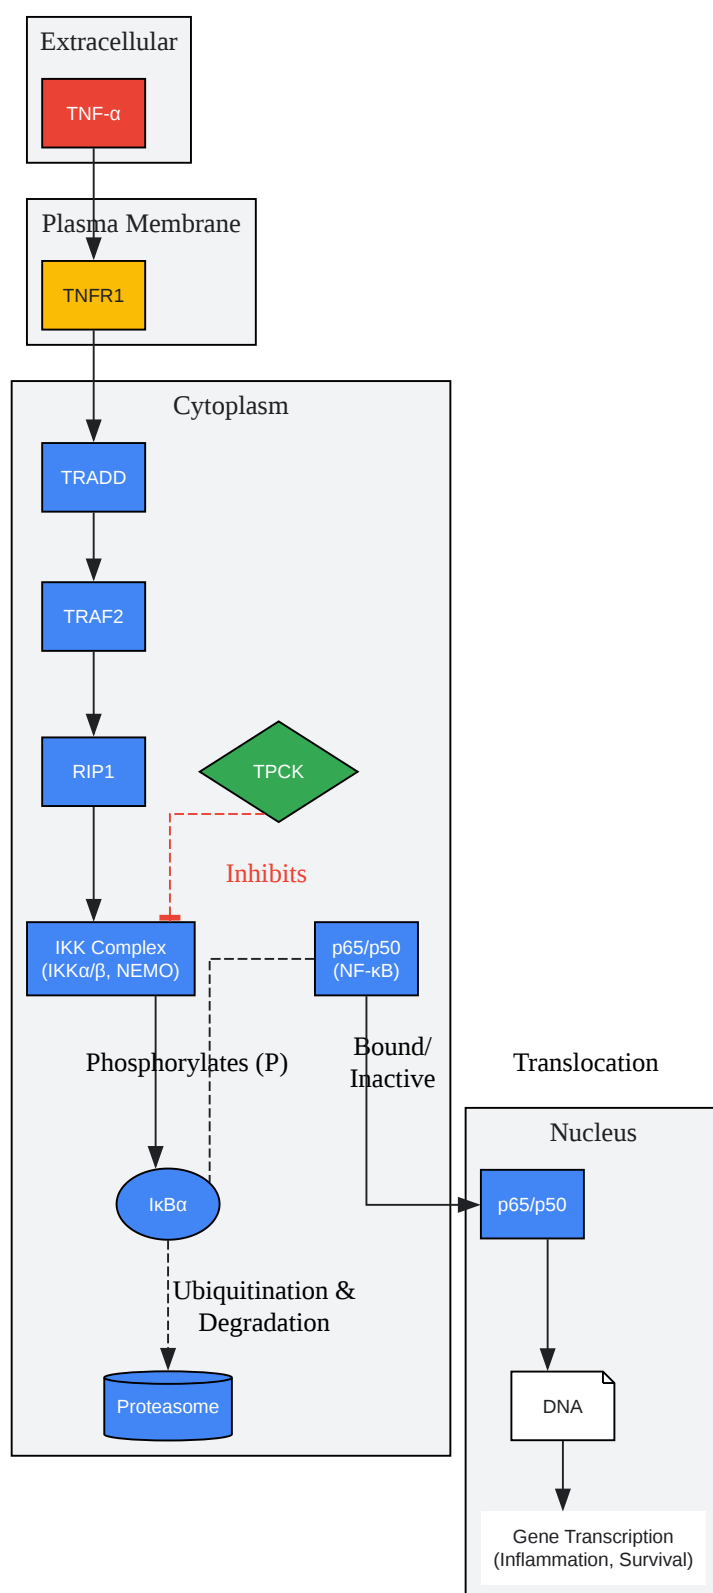 Extracellular
TNF-α
Plasma Membrane
TNFR1
Cytoplasm
TRADD
TRAF2
RIP1
TPCK
Inhibits
IKK Complex
(IKKα/β, NEMO)
p65/p50
(NF-κB)
Phosphorylates (P)
Bound/
Inactive
Translocation
Nucleus
IκBα
p65/p50
Ubiquitination &
Degradation
Proteasome
DNA
Gene Transcription
(Inflammation, Survival)